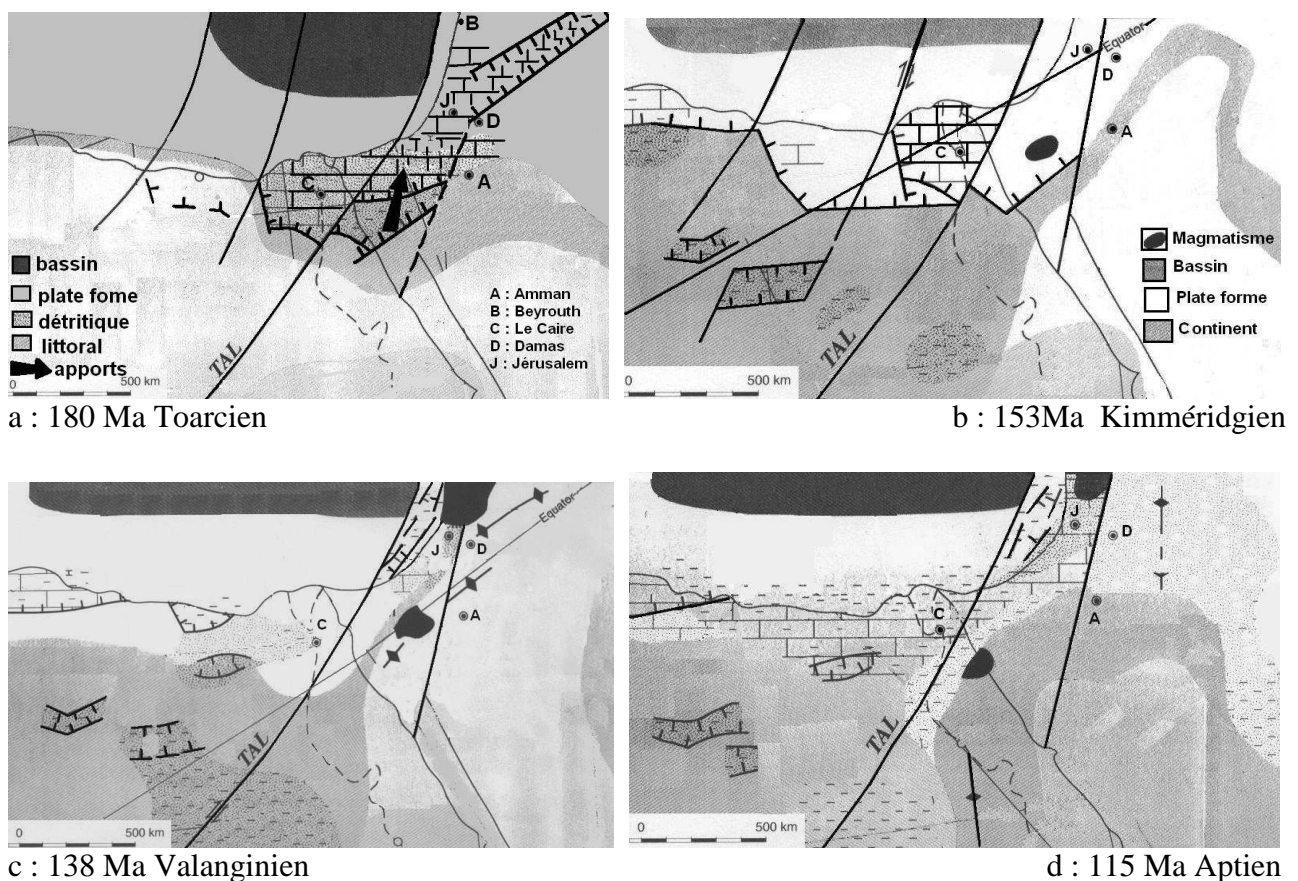 B
J
D
C
A
bassin
plate fome
détritique
littoral
apports
TAL
A : Amman
B : Beyrouth
C : Le Caire
D : Damas
J : Jérusalem
0 500 km
a : 180 Ma Toarcien
J
Equator
D
A
C
Magmatisme
Bassin
Plate forme
Continent
TAL
0 500 km
b : 153Ma Kimméridgien
Equator
J
D
A
C
TAL
0 500 km
c : 138 Ma Valanginien
J
D
A
C
TAL
0 500 km
d : 115 Ma Aptien